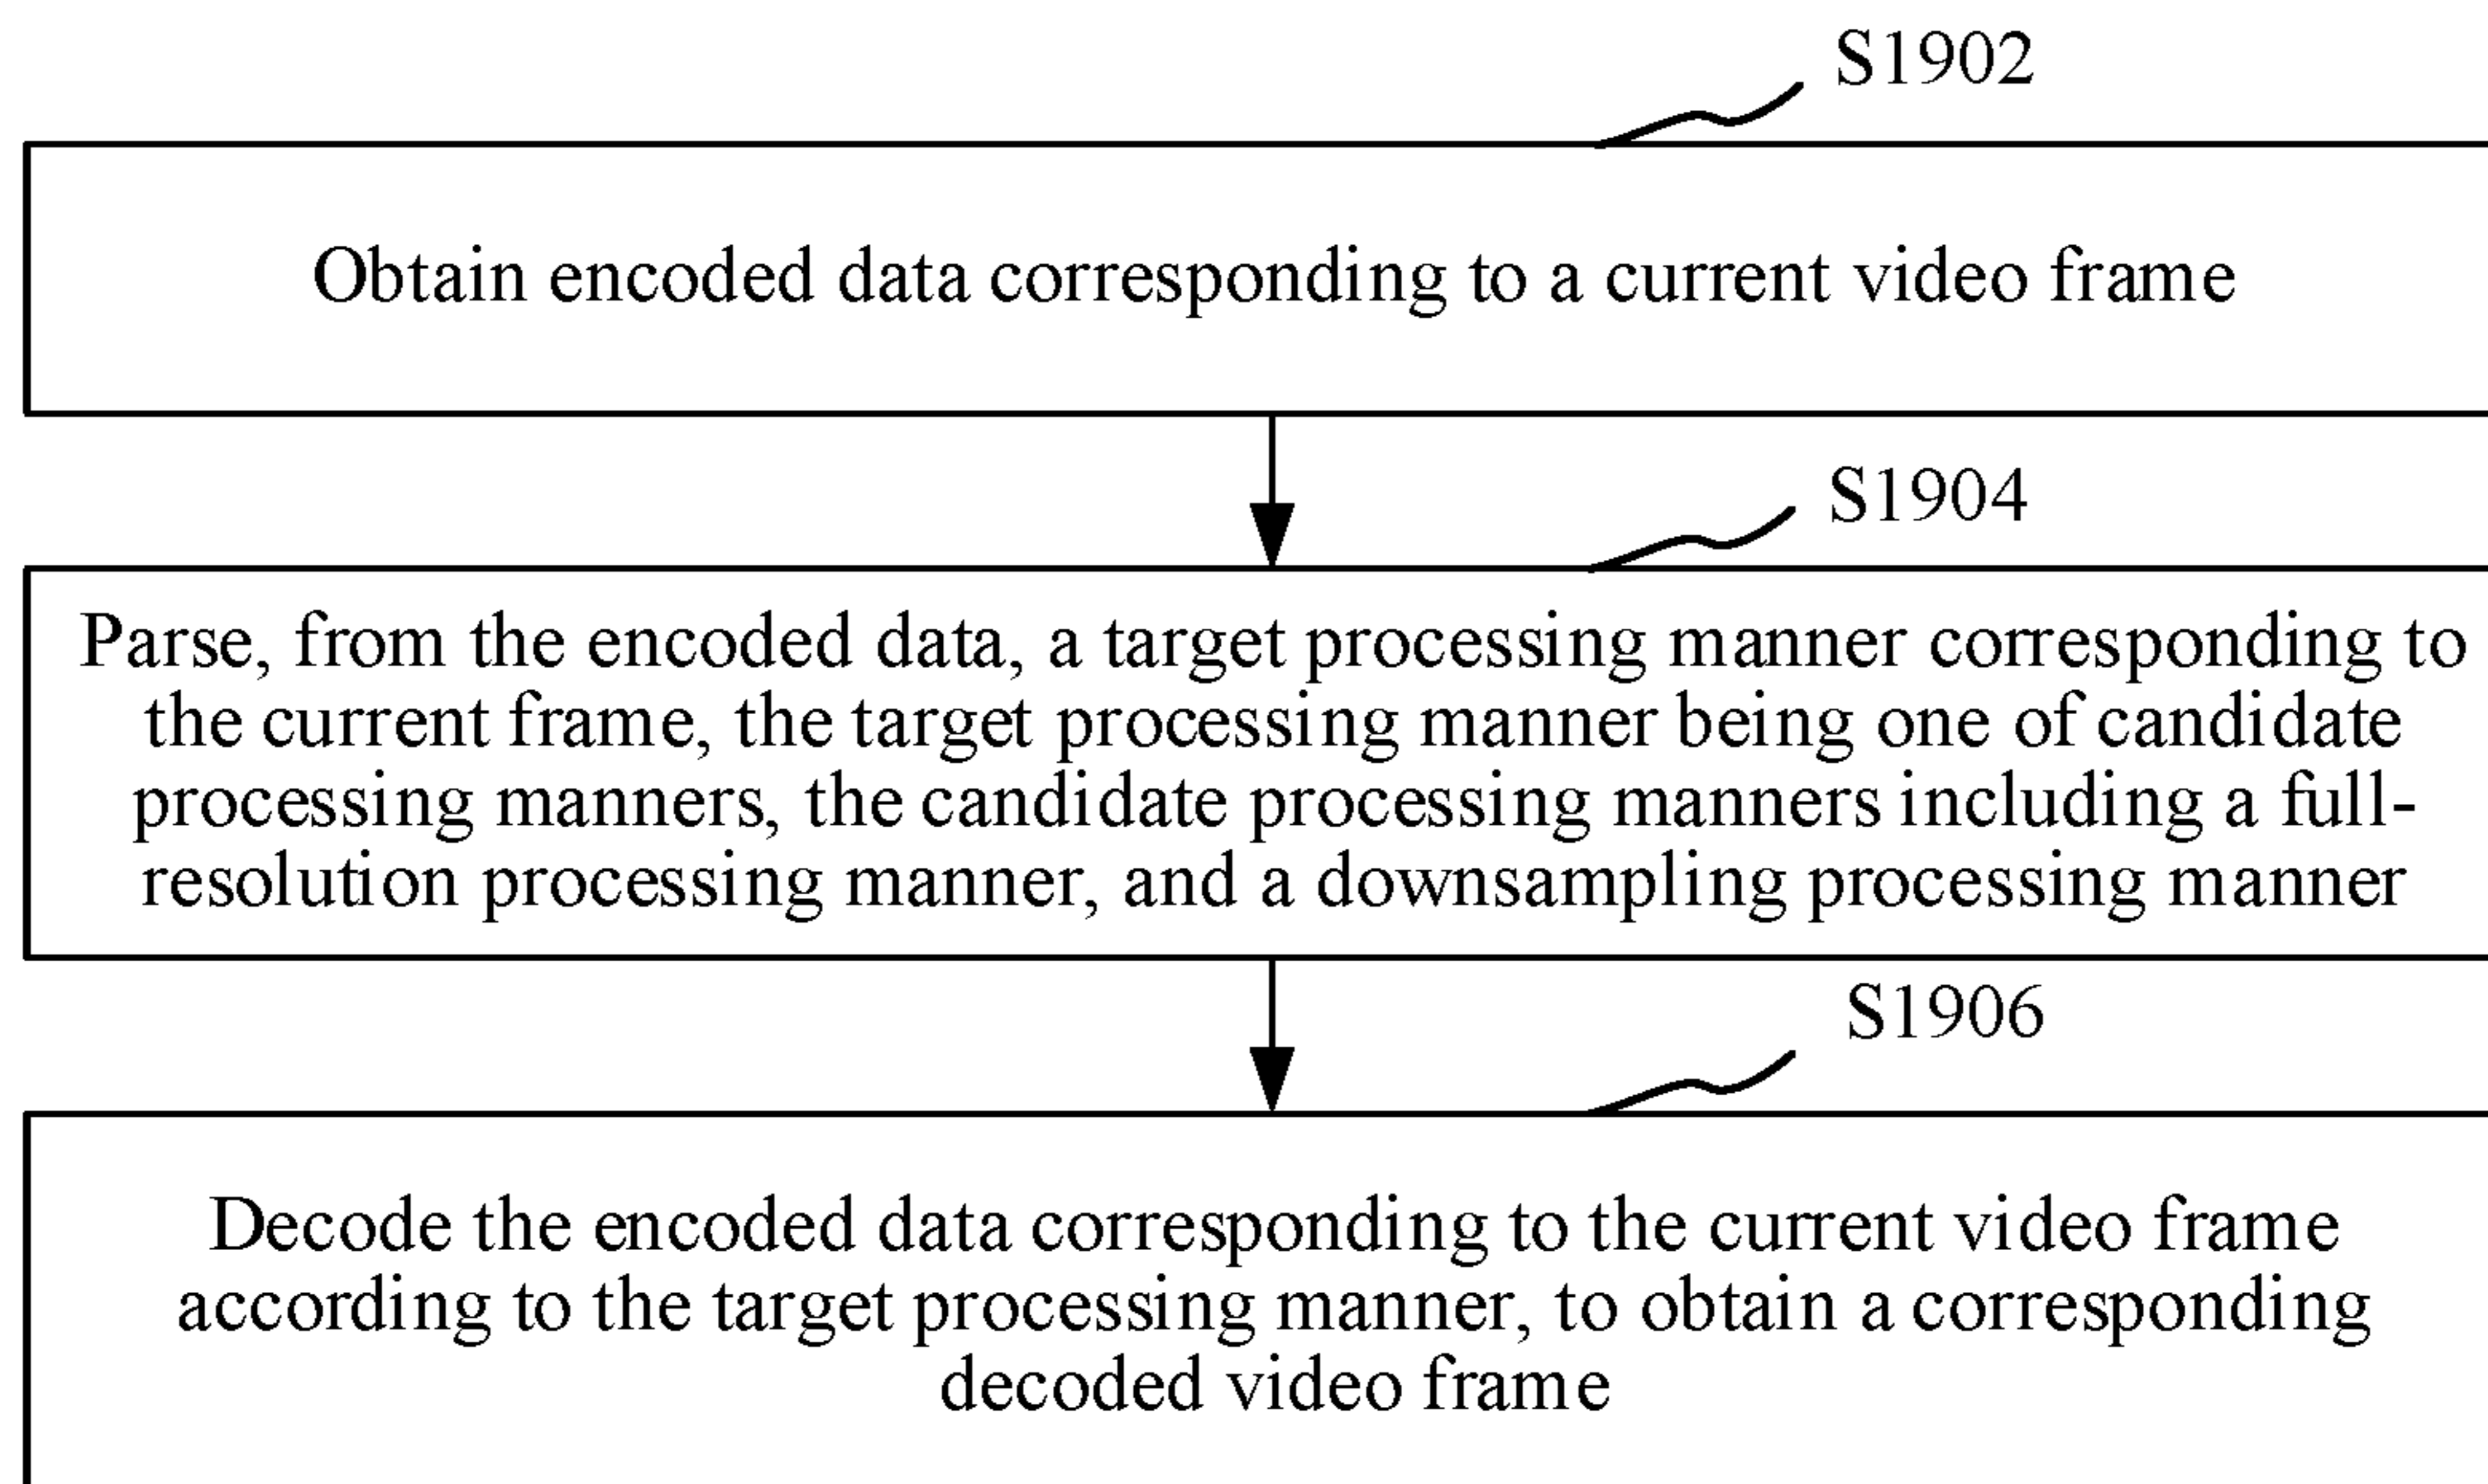 S1902
Obtain encoded data corresponding to a current video frame
S1904
Parse, from the encoded data, a target processing manner corresponding to
the current frame, the target processing manner being one of candidate
processing manners, the candidate processing manners including a full-
resolution processing manner, and a downsampling processing manner
S1906
Decode the encoded data corresponding to the current video frame
according to the target processing manner, to obtain a corresponding
decoded video frame